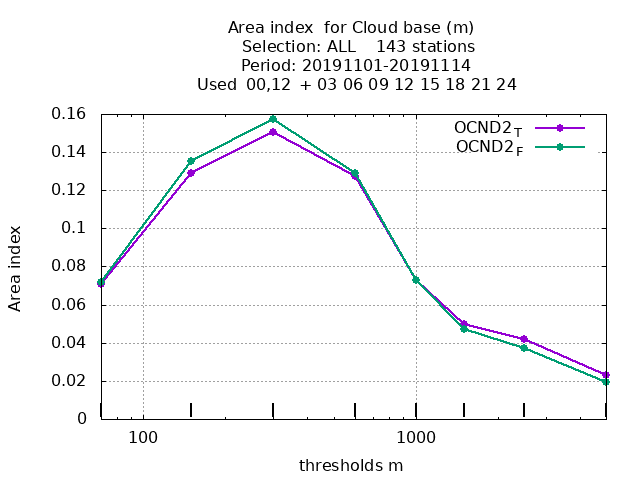 Area index  for Cloud base (m)
Selection: ALL    143 stations
Period: 20191101-20191114
Used  00,12  + 03 06 09 12 15 18 21 24
OCND2T
OCND2F
0.16
0.14
0.12
0.1
0.08
0.06
0.04
0.02
0
Area index
100
1000
thresholds m